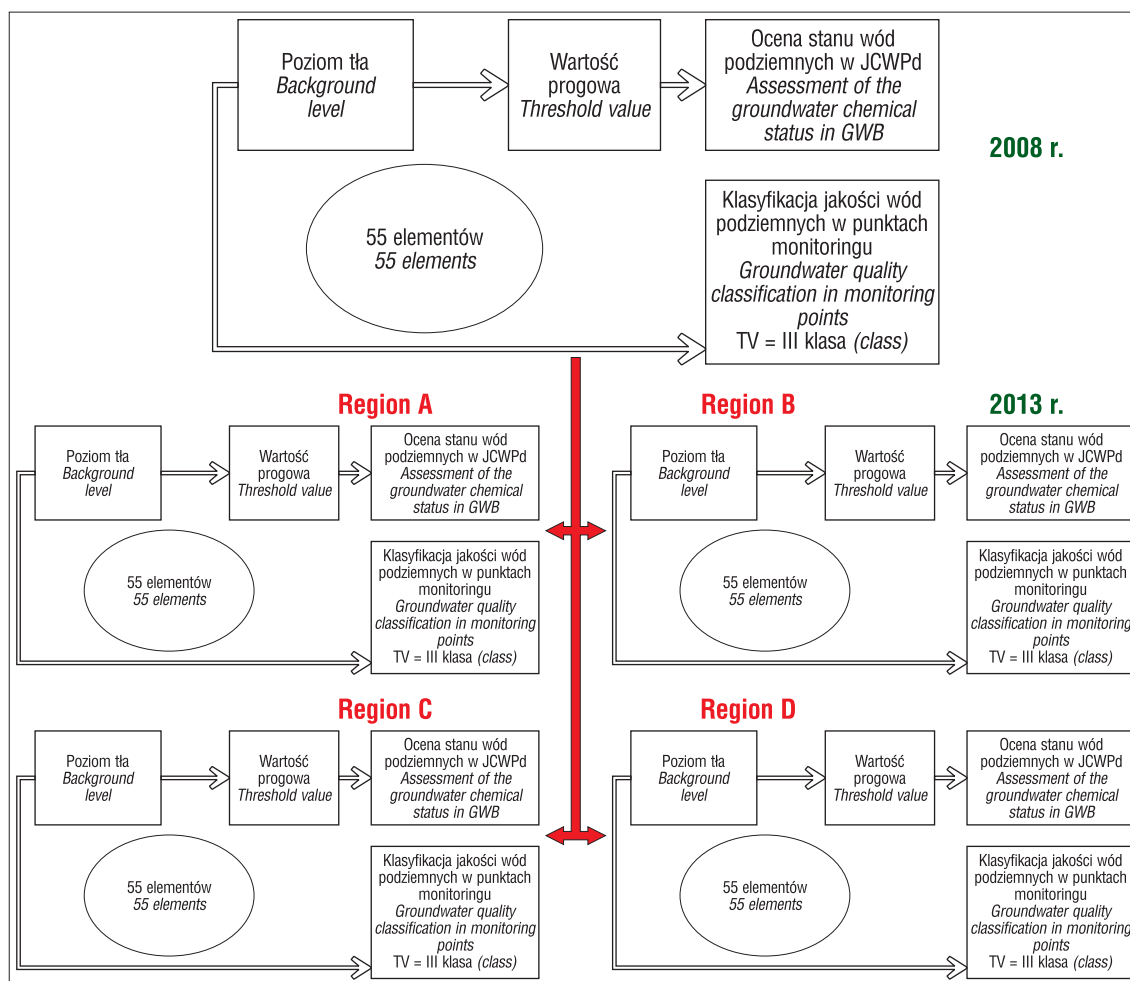 Poziom tła
Background
level
Wartość
progowa
Threshold value
Ocena stanu wód
podziemnych w JCWPd
Assessment of the
groundwater chemical
status in GWB
2008 r.
55 elementów
55 elements
Klasyfikacja jakości wód
podziemnych w punktach
monitoringu
Groundwater quality
classification in monitoring
points
TV = III klasa (class)
Region A
Poziom tła
Background
level
Wartość
progowa
Threshold value
Ocena stanu wód
podziemnych w JCWPd
Assessment of the
groundwater chemical
status in GWB
55 elementów
55 elements
Klasyfikacja jakości wód
podziemnych w punktach
monitoringu
Groundwater quality
classification in monitoring
points
TV = III klasa (class)
Region B
2013 r.
Poziom tła
Background
level
Wartość
progowa
Threshold value
Ocena stanu wód
podziemnych w JCWPd
Assessment of the
groundwater chemical
status in GWB
55 elementów
55 elements
Klasyfikacja jakości wód
podziemnych w punktach
monitoringu
Groundwater quality
classification in monitoring
points
TV = III klasa (class)
Region C
Poziom tła
Background
level
Wartość
progowa
Threshold value
Ocena stanu wód
podziemnych w JCWPd
Assessment of the
groundwater chemical
status in GWB
55 elementów
55 elements
Klasyfikacja jakości wód
podziemnych w punktach
monitoringu
Groundwater quality
classification in monitoring
points
TV = III klasa (class)
Region D
Poziom tła
Background
level
Wartość
progowa
Threshold value
Ocena stanu wód
podziemnych w JCWPd
Assessment of the
groundwater chemical
status in GWB
55 elementów
55 elements
Klasyfikacja jakości wód
podziemnych w punktach
monitoringu
Groundwater quality
classification in monitoring
points
TV = III klasa (class)